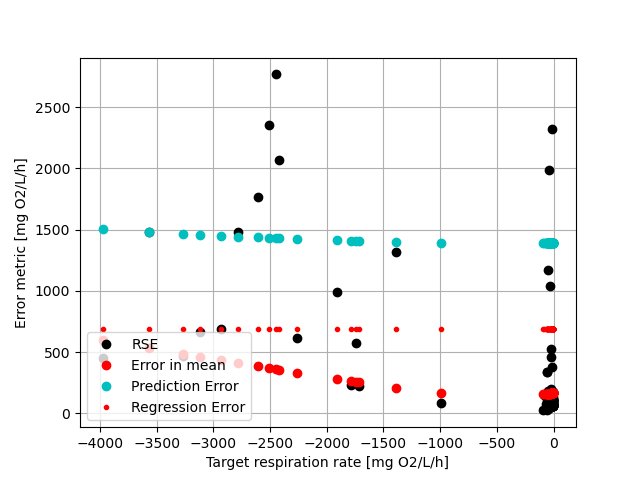 2500
2000
1500
1000
500
0
Error metric [mg O2/L/h]
RSE
Error in mean
Prediction Error
Regression Error
−4000 −3500 −3000 −2500 −2000 −1500 −1000 −500 0
Target respiration rate [mg O2/L/h]